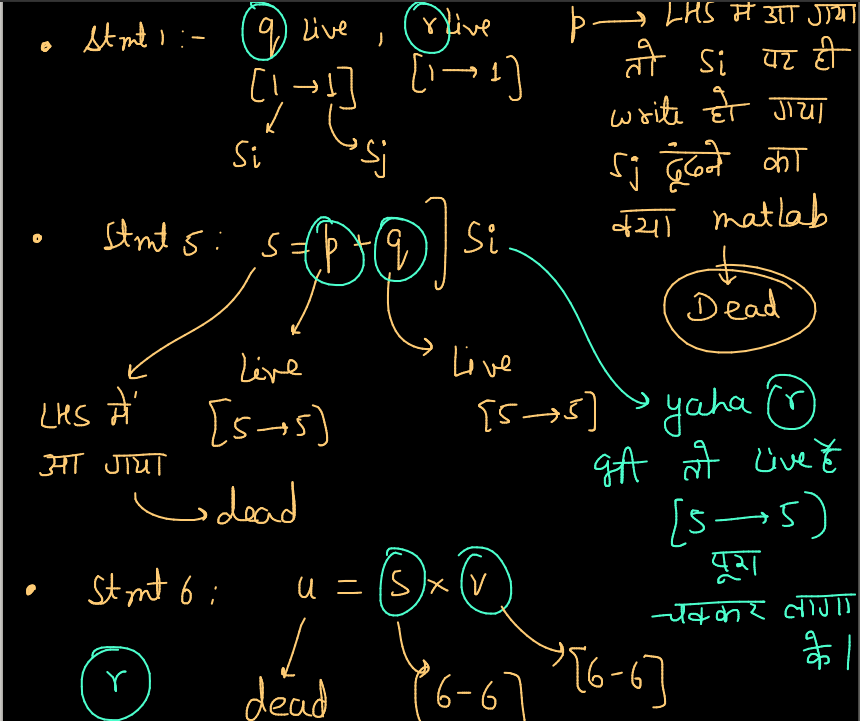 • Stmt 1 :- q Live , r Live
[1 → 1] [1 → 1]
Si Sj
p → LHS में आ गया
तो Si पर ही
write हो गया
Sj ढूंढने का
क्या matlab
Dead
• Stmt 5 : S = p + q ] Si
Live Live
[5 → 5) [5 → 5]
LHS में
आ गया
dead
yaha r
भी तो Live है
[5 → 5)
पूरा
चक्कर लागा
के।
• Stmt 6 : u = S × V
r dead [6-6] [6-6]